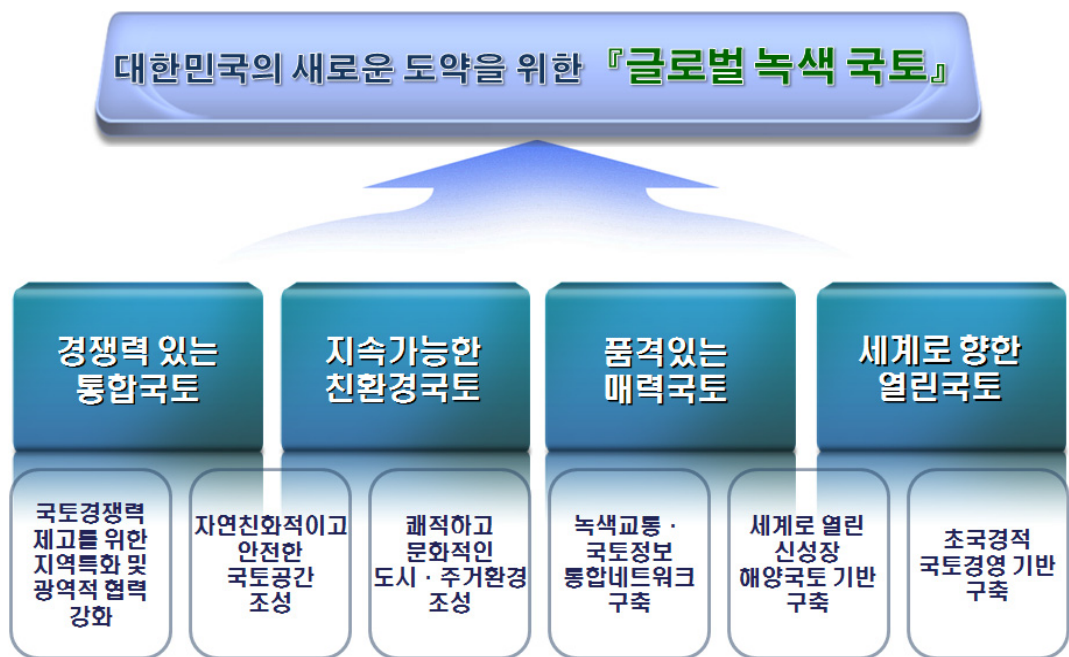 대한민국의 새로운 도약을 위한 『글로벌 녹색 국토』
경쟁력 있는
통합국토
지속가능한
친환경국토
품격있는
매력국토
세계로 향한
열린국토
국토경쟁력
제고를 위한
지역특화 및
광역적 협력
강화
자연친화적이고
안전한
국토공간
조성
쾌적하고
문화적인
도시 · 주거환경
조성
녹색교통 ·
국토정보
통합네트워크
구축
세계로 열린
신성장
해양국토 기반
구축
초국경적
국토경영 기반
구축